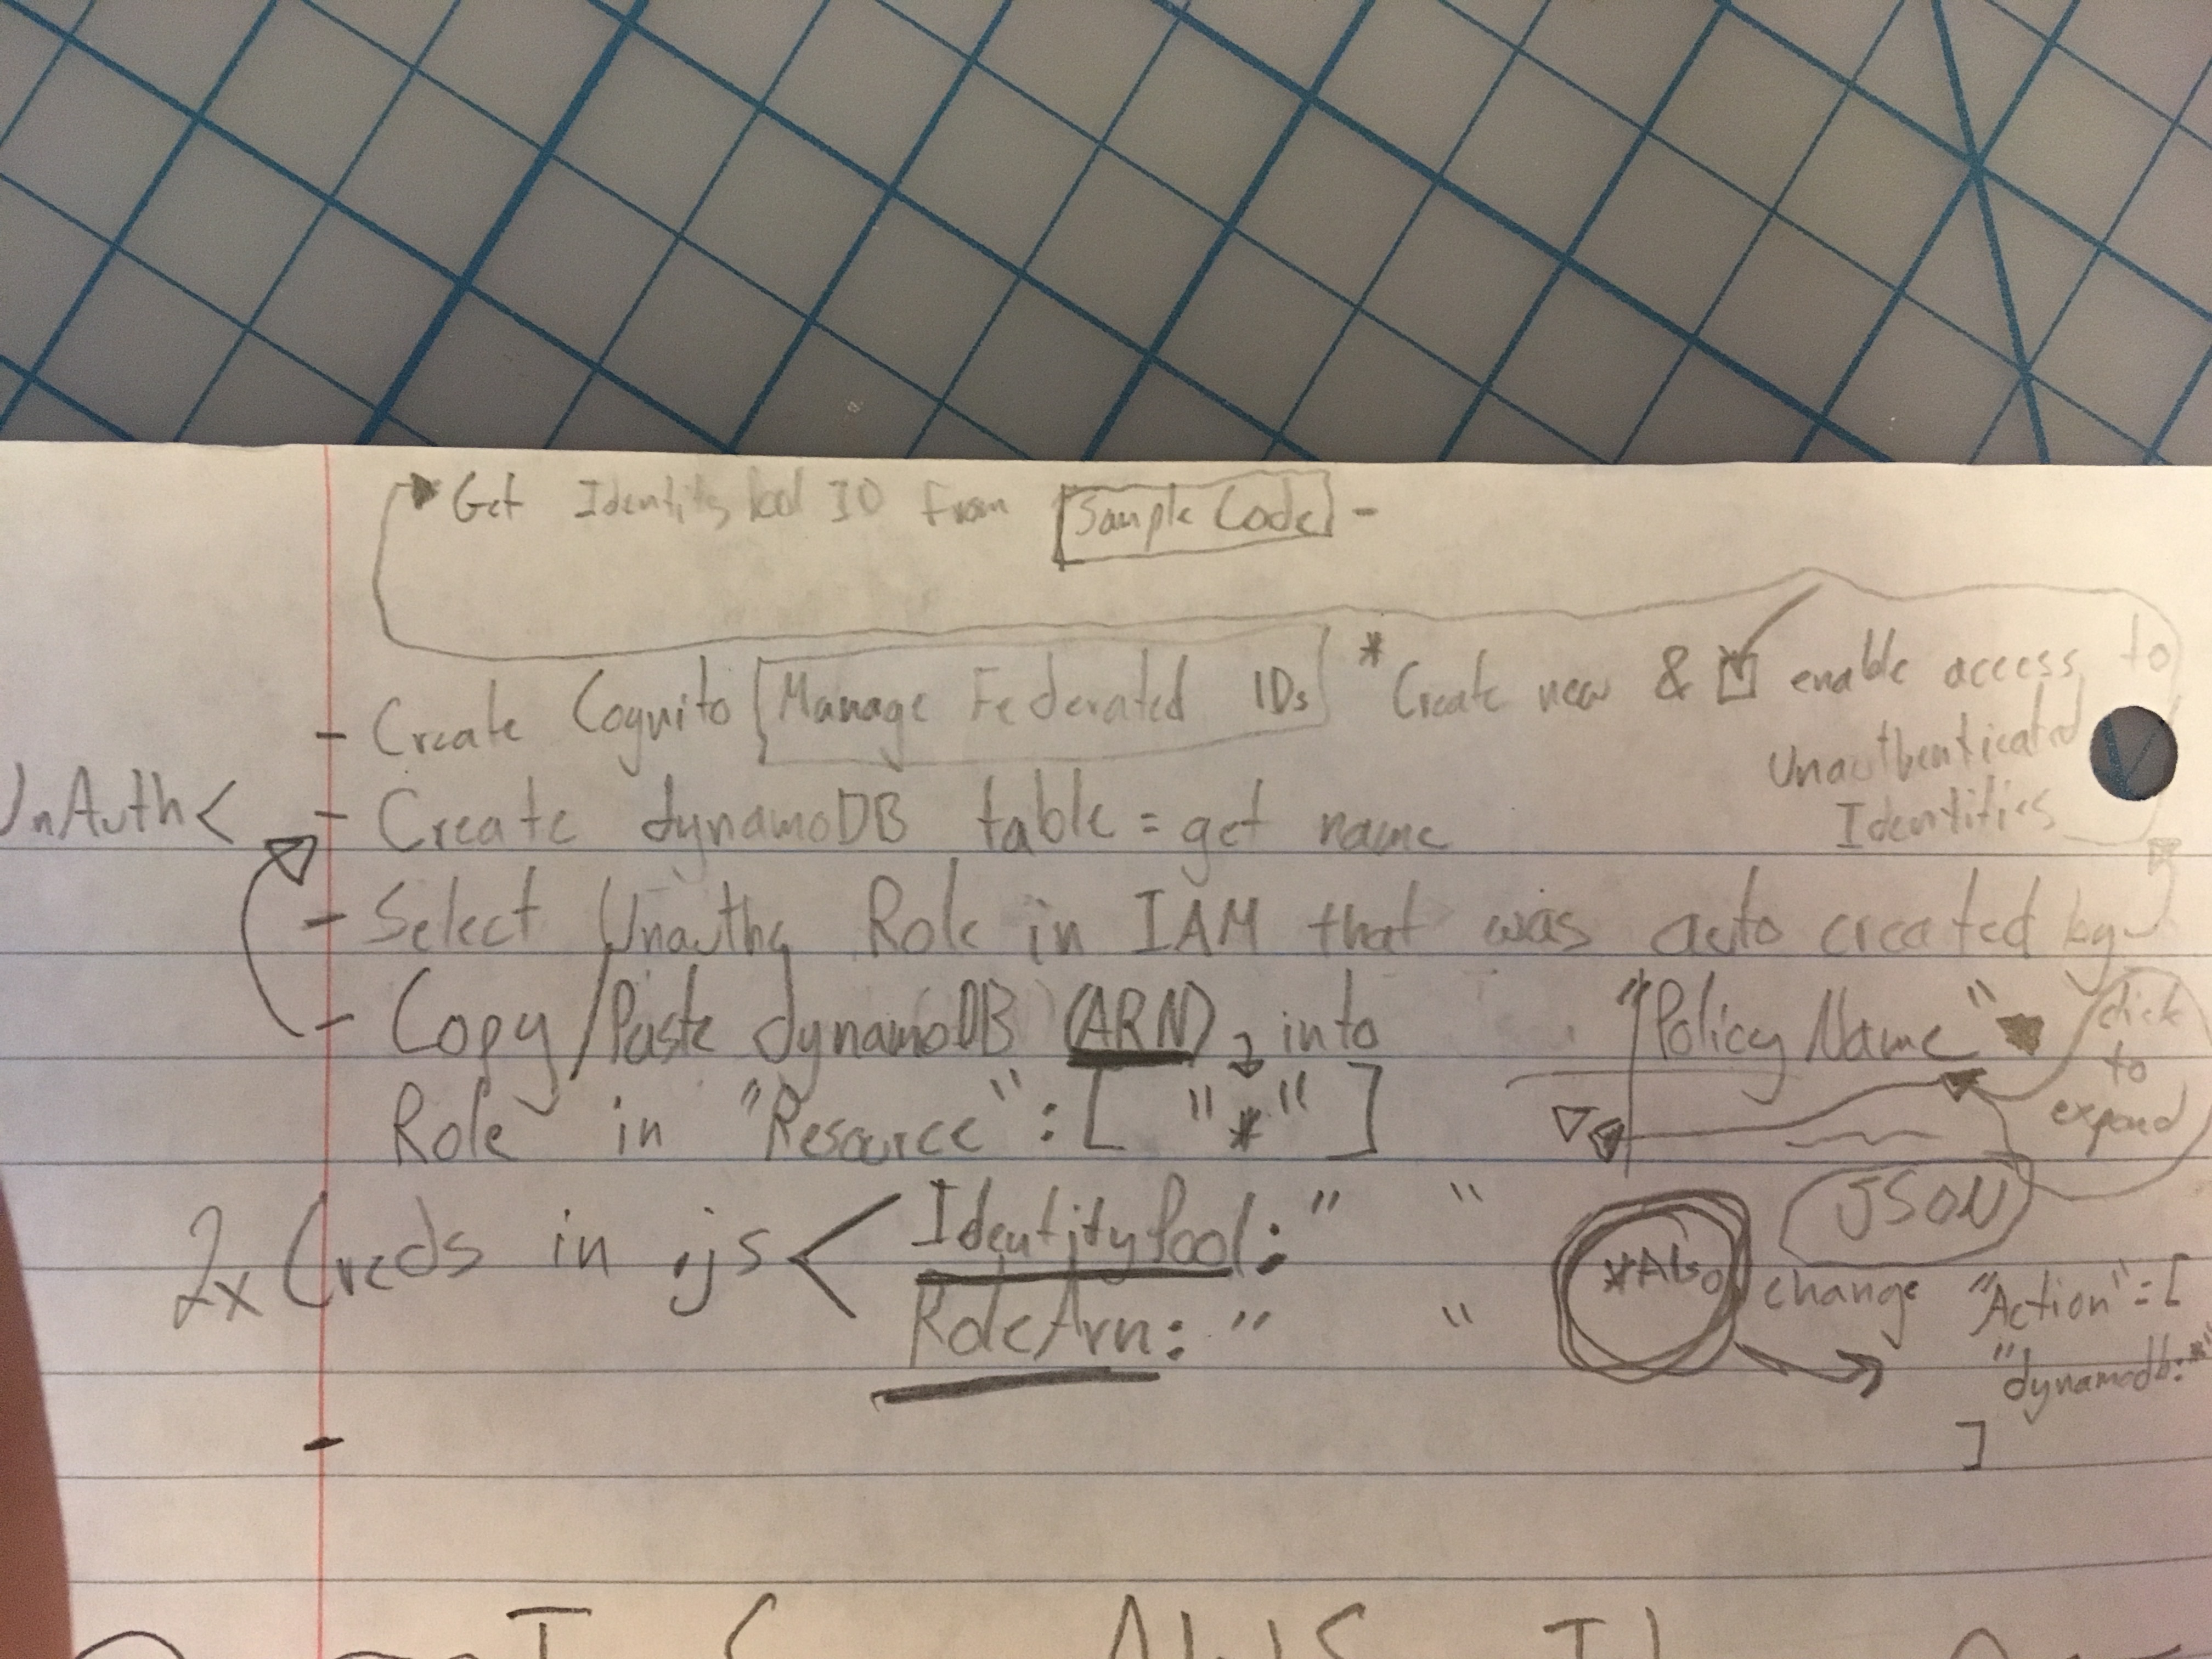 Get Identity Pool ID From Sample Code -
- Create Cognito Manage Federated IDs * Create new & enable access to
Unauthenticated
Identities
UnAuth < - Create dynamoDB table = get name
- Select Role in IAM that was auto created by
- Copy/Paste dynamoDB (ARN) into
Role in "Resource": [ "*" ]
"Policy Name"
click
to
expand
JSON
2x Creds in .js < IdentityPool: " "
RoleArn: " "
*Also change "Action": [
"dynamodb:*"
]